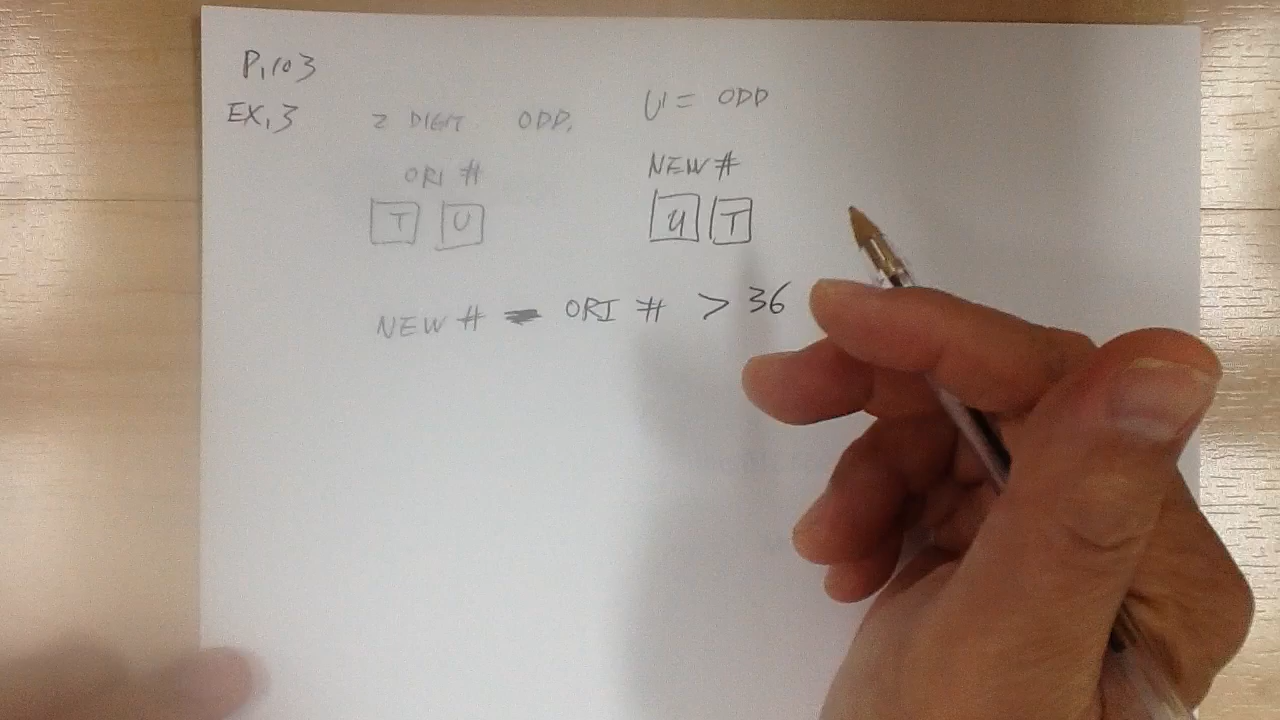 P.103
EX.3 2 DIGIT ODD. U = ODD
ORI # NEW #
T U U T
NEW # - ORI # > 36